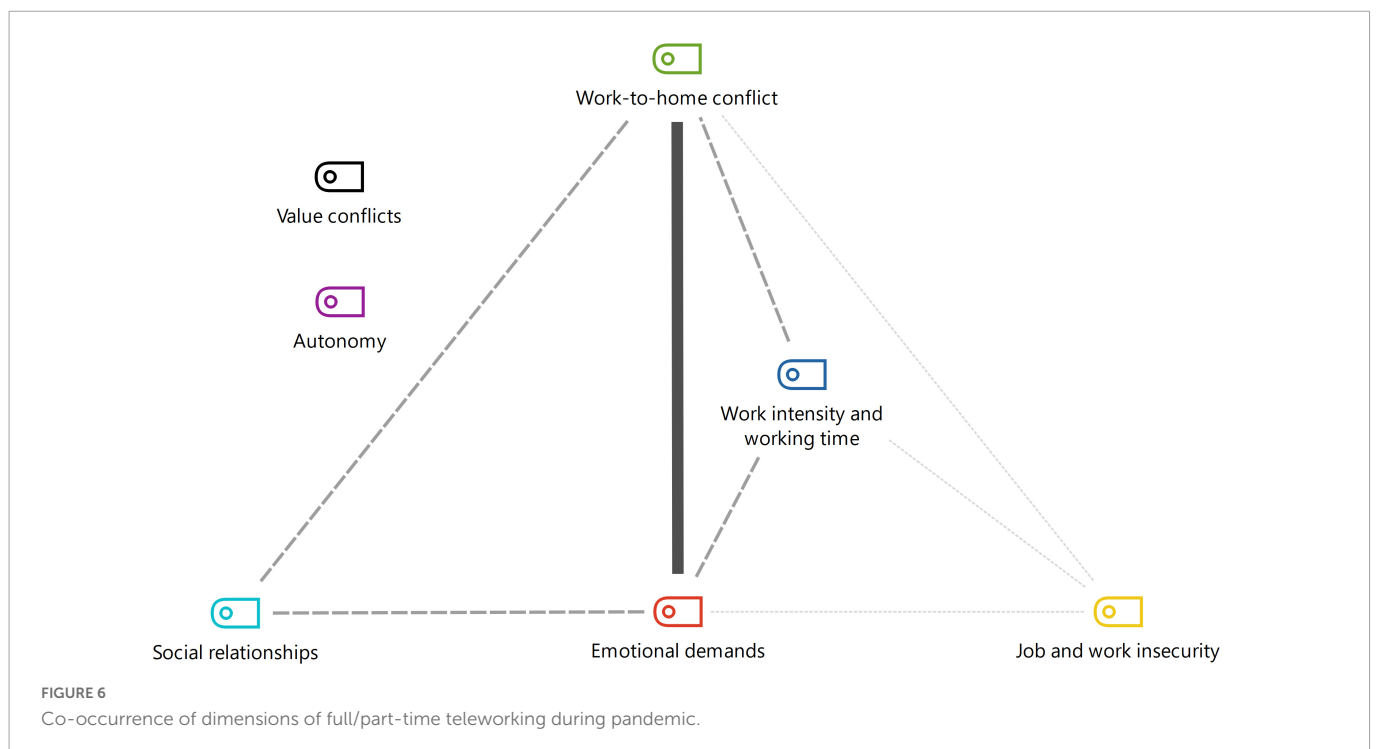 Work-to-home conflict
Value conflicts
Autonomy
Work intensity and
working time
Social relationships
Emotional demands
Job and work insecurity
FIGURE 6
Co-occurrence of dimensions of full/part-time teleworking during pandemic.